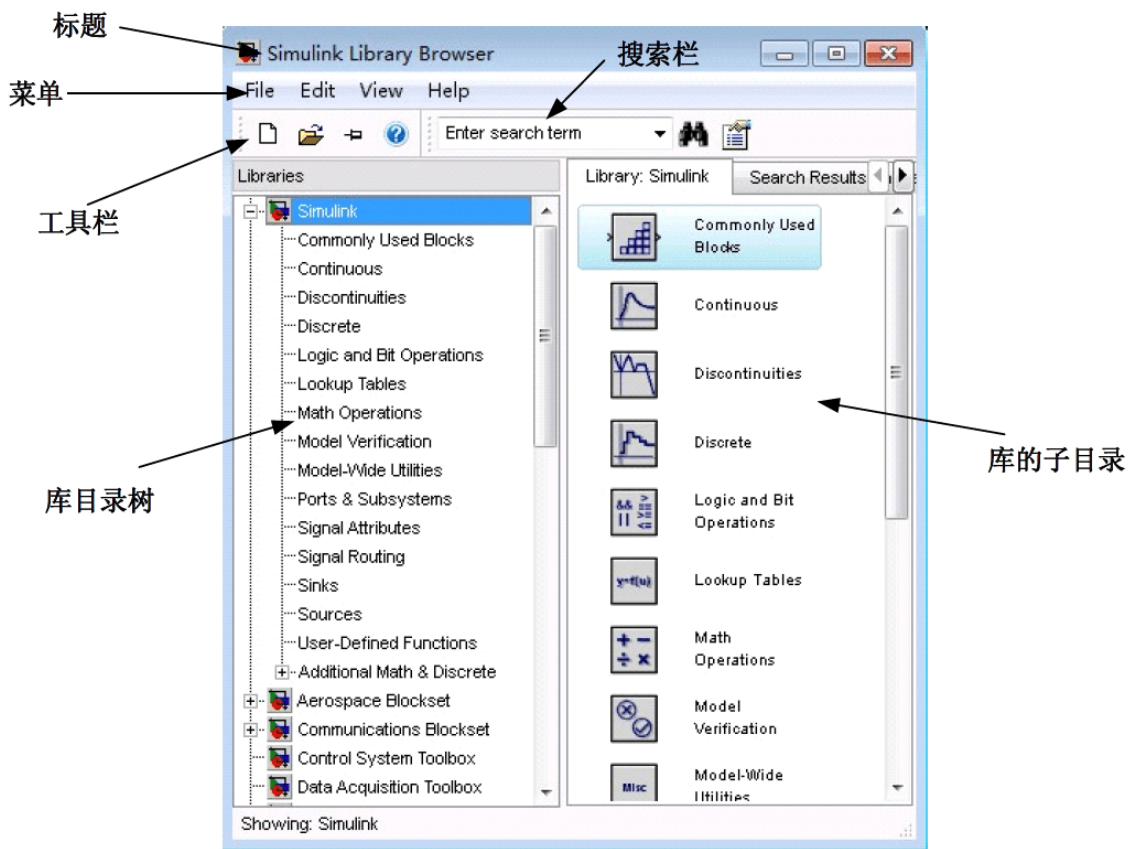 标题
Simulink Library Browser
搜索栏
菜单
File Edit View Help
Enter search term
工具栏
Libraries
Simulink
Commonly Used Blocks
Continuous
Discontinuities
Discrete
Logic and Bit Operations
Lookup Tables
Math Operations
Model Verification
Model-Wide Utilities
Ports & Subsystems
Signal Attributes
Signal Routing
Sinks
Sources
User-Defined Functions
Additional Math & Discrete
Aerospace Blockset
Communications Blockset
Control System Toolbox
Data Acquisition Toolbox
库目录树
Library: Simulink
Search Results
Commonly Used
Blocks
Continuous
Discontinuities
Discrete
&& >=
|| <=
Logic and Bit
Operations
y=f(u)
Lookup Tables
+ −
÷ ×
Math
Operations
Model
Verification
Misc
Model-Wide
Utilities
库的子目录
Showing: Simulink